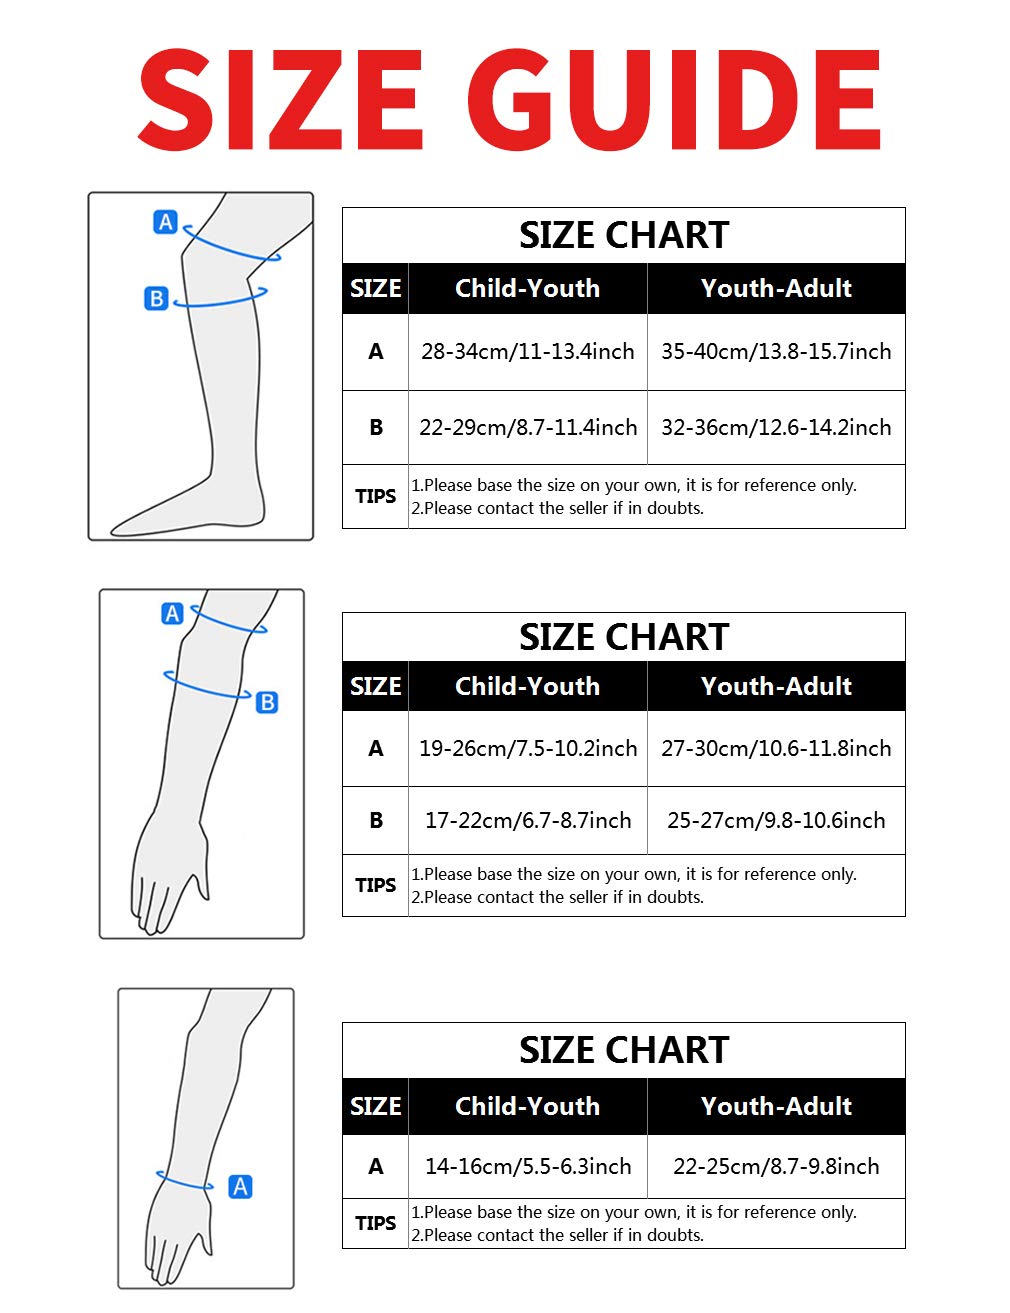 SIZE GUIDE
A
B
SIZE CHART
SIZE Child-Youth Youth-Adult
A 28-34cm/11-13.4inch 35-40cm/13.8-15.7inch
B 22-29cm/8.7-11.4inch 32-36cm/12.6-14.2inch
TIPS
1.Please base the size on your own, it is for reference only.
2.Please contact the seller if in doubts.
A
B
SIZE CHART
SIZE Child-Youth Youth-Adult
A 19-26cm/7.5-10.2inch 27-30cm/10.6-11.8inch
B 17-22cm/6.7-8.7inch 25-27cm/9.8-10.6inch
TIPS
1.Please base the size on your own, it is for reference only.
2.Please contact the seller if in doubts.
A
SIZE CHART
SIZE Child-Youth Youth-Adult
A 14-16cm/5.5-6.3inch 22-25cm/8.7-9.8inch
TIPS
1.Please base the size on your own, it is for reference only.
2.Please contact the seller if in doubts.